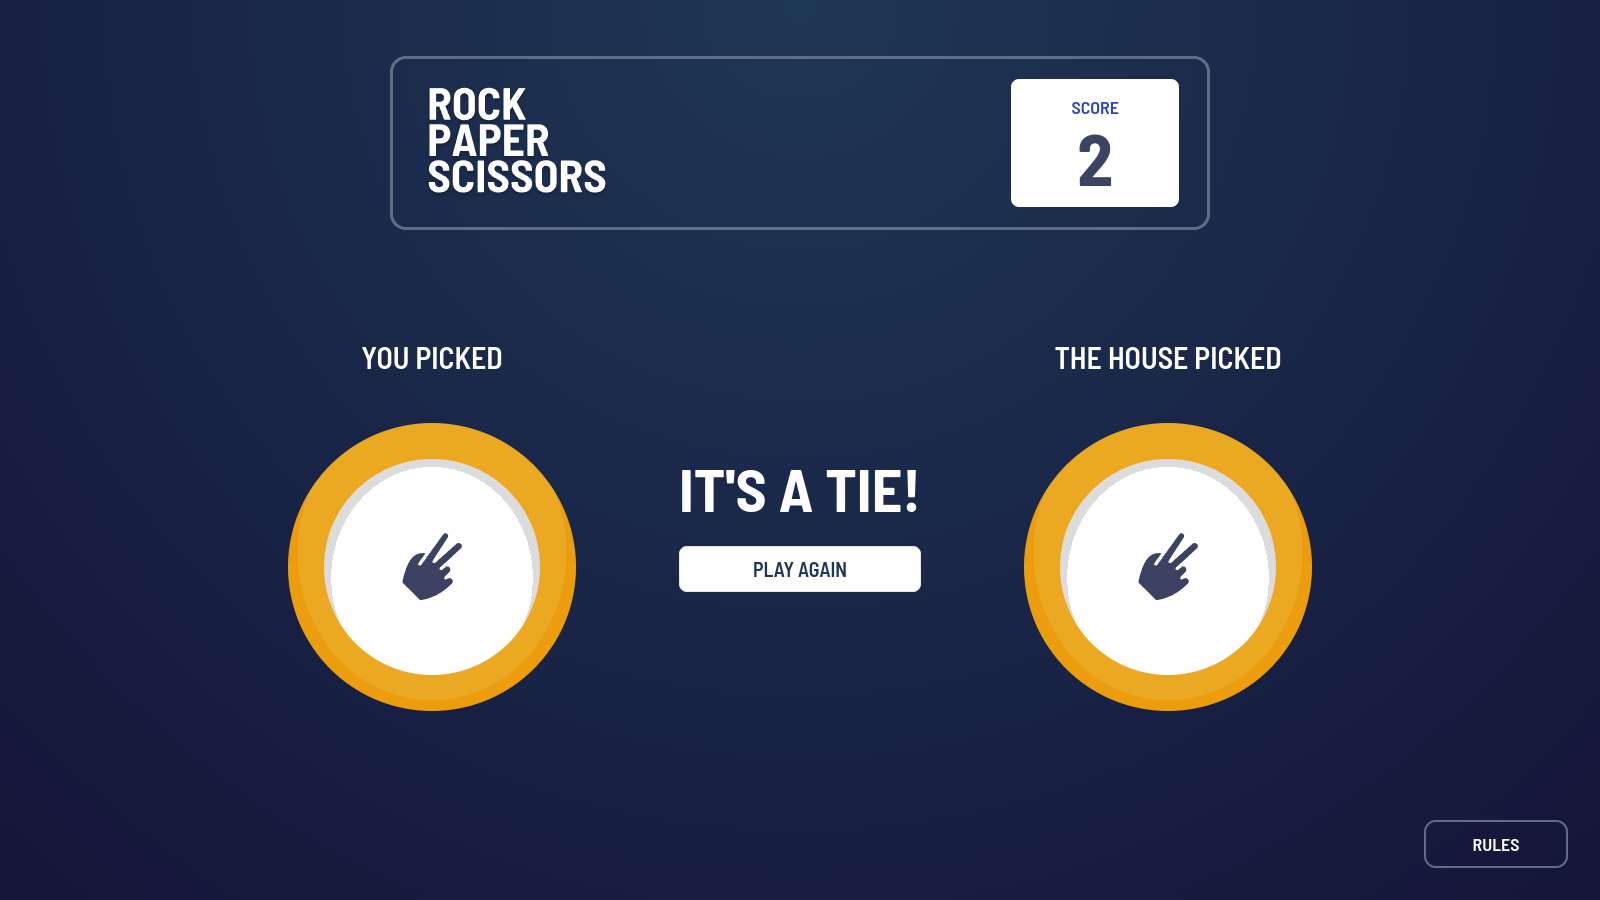 ROCK
PAPER
SCISSORS
SCORE
2
YOU PICKED
THE HOUSE PICKED
IT'S A TIE!
PLAY AGAIN
RULES